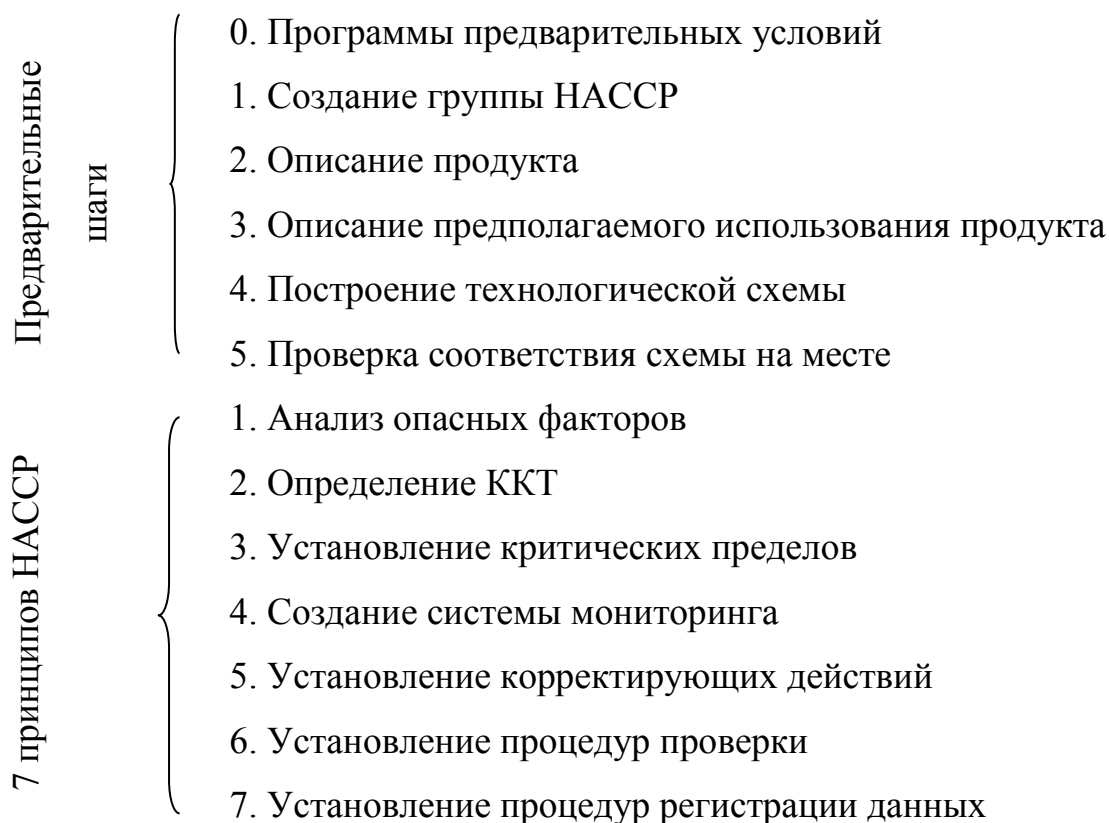 Предварительные
шаги
0. Программы предварительных условий
1. Создание группы НАССР
2. Описание продукта
3. Описание предполагаемого использования продукта
4. Построение технологической схемы
5. Проверка соответствия схемы на месте
7 принципов НАССР
1. Анализ опасных факторов
2. Определение ККТ
3. Установление критических пределов
4. Создание системы мониторинга
5. Установление корректирующих действий
6. Установление процедур проверки
7. Установление процедур регистрации данных